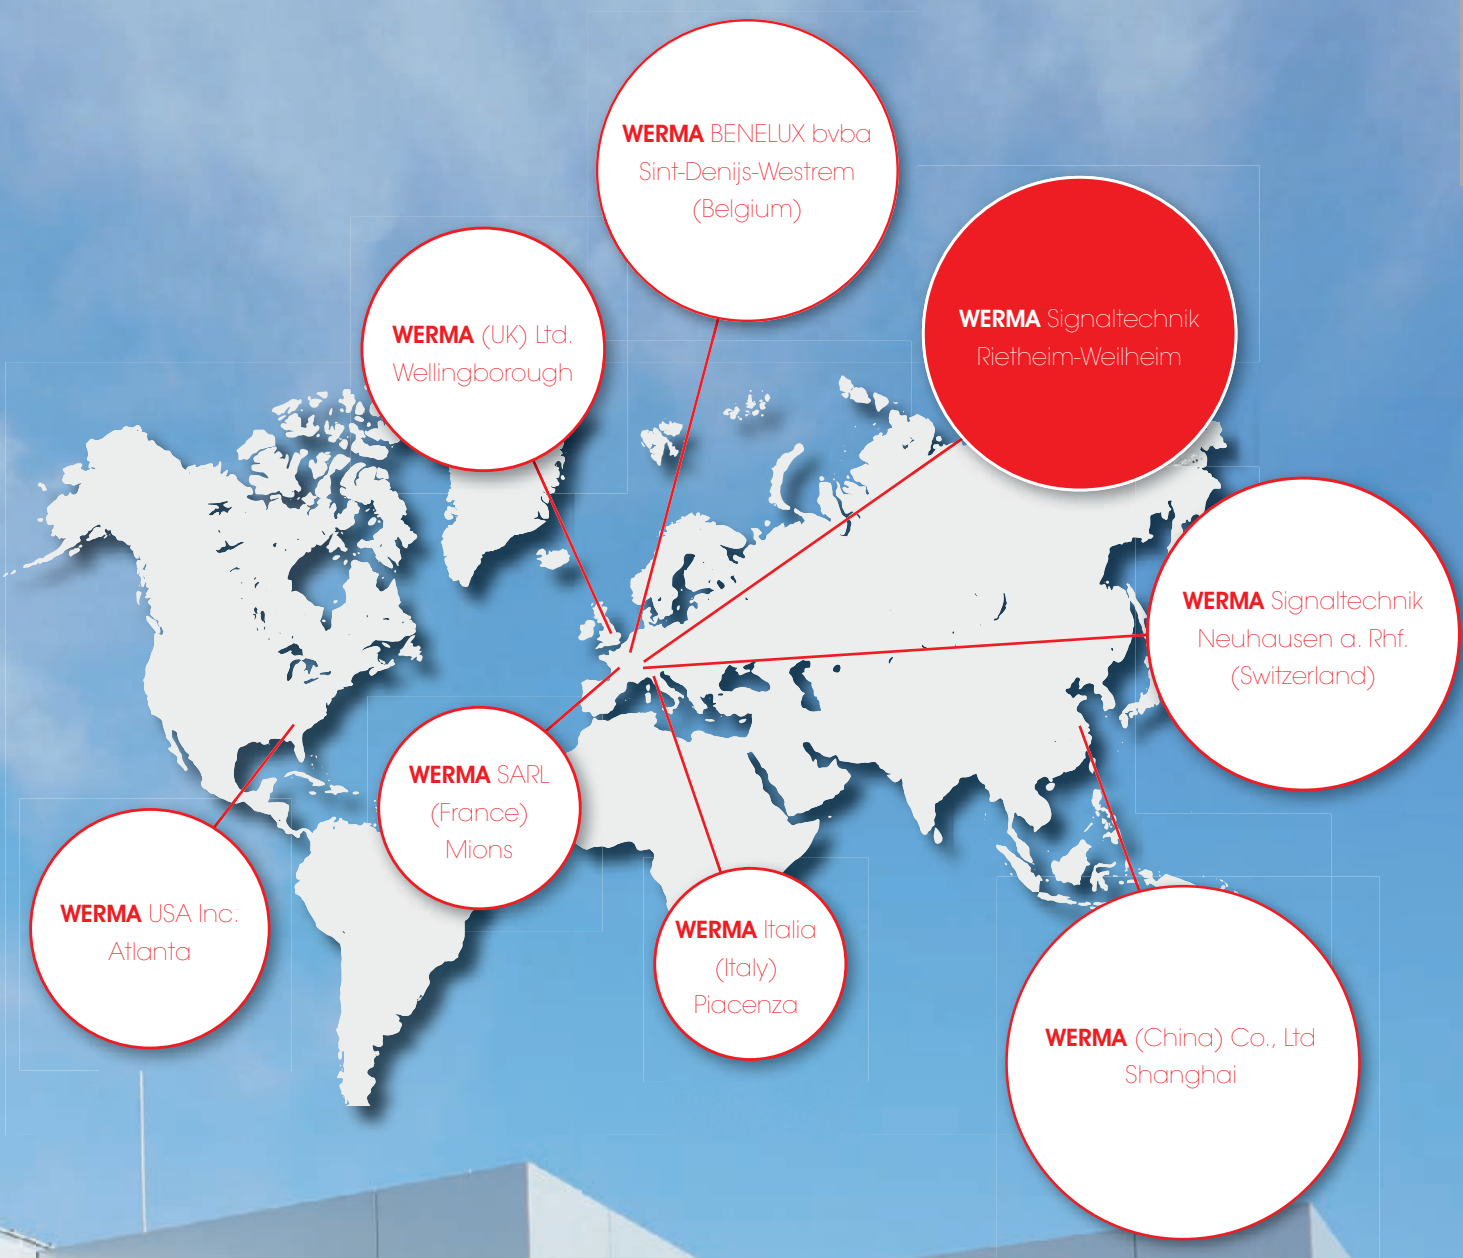 WERMA BENELUX bvba
Sint-Denijs-Westrem
(Belgium)
WERMA Signaltechnik
Rietheim-Weilheim
WERMA (UK) Ltd.
Wellingborough
WERMA Signaltechnik
Neuhausen a. Rhf.
(Switzerland)
WERMA SARL
(France)
Mions
WERMA USA Inc.
Atlanta
WERMA Italia
(Italy)
Piacenza
WERMA (China) Co., Ltd
Shanghai